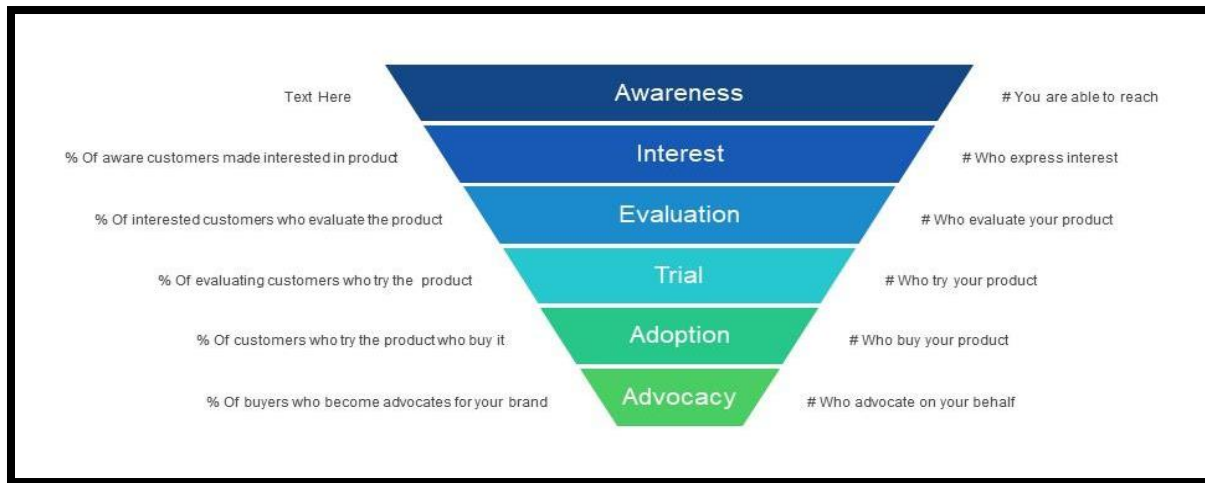 Text Here
Awareness
# You are able to reach
% Of aware customers made interested in product
Interest
# Who express interest
% Of interested customers who evaluate the product
Evaluation
# Who evaluate your product
% Of evaluating customers who try the product
Trial
# Who try your product
% Of customers who try the product who buy it
Adoption
# Who buy your product
% Of buyers who become advocates for your brand
Advocacy
# Who advocate on your behalf